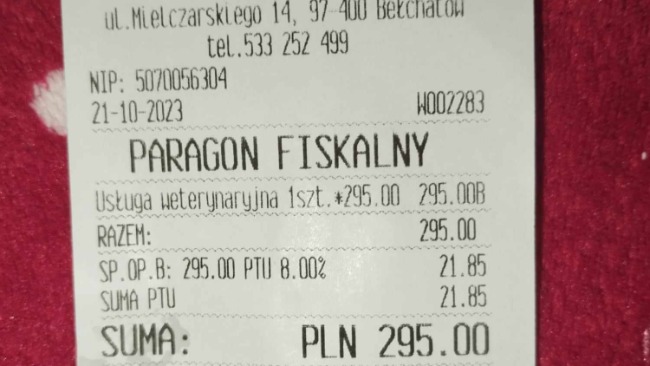 ul.Mielczarskiego 14, 97-400 Bełchatów
tel.533 252 499
NIP: 5070056304
21-10-2023 W002283
PARAGON FISKALNY
Usługa weterynaryjna 1szt.*295.00 295.00B
RAZEM: 295.00
SP.OP.B: 295.00 PTU 8.00% 21.85
SUMA PTU 21.85
SUMA: PLN 295.00